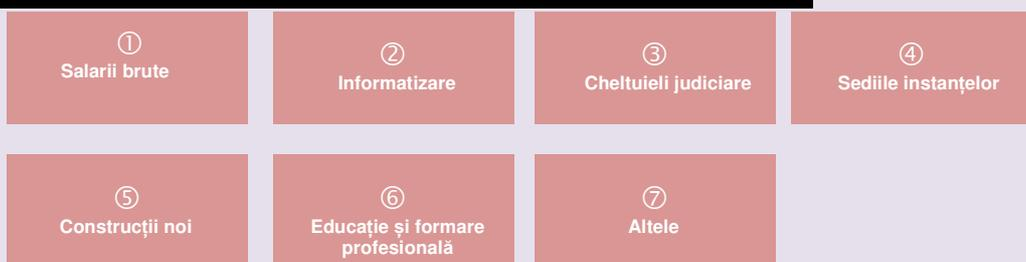 ①
Salarii brute
②
Informatizare
③
Cheltuieli judiciare
④
Sediile instanțelor
⑤
Construcții noi
⑥
Educație și formare
profesională
⑦
Altele